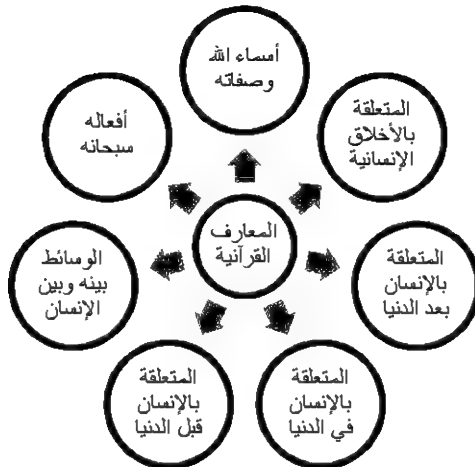 أسماء الله
وصفاته
المتعلقة
بالأخلاق
الإنسانية
أفعاله
سبحانه
المعارف
القرآنية
المتعلقة
بالإنسان
بعد الدنيا
الوسائط
بينه وبين
الإنسان
المتعلقة
بالإنسان
في الدنيا
المتعلقة
بالإنسان
قبل الدنيا